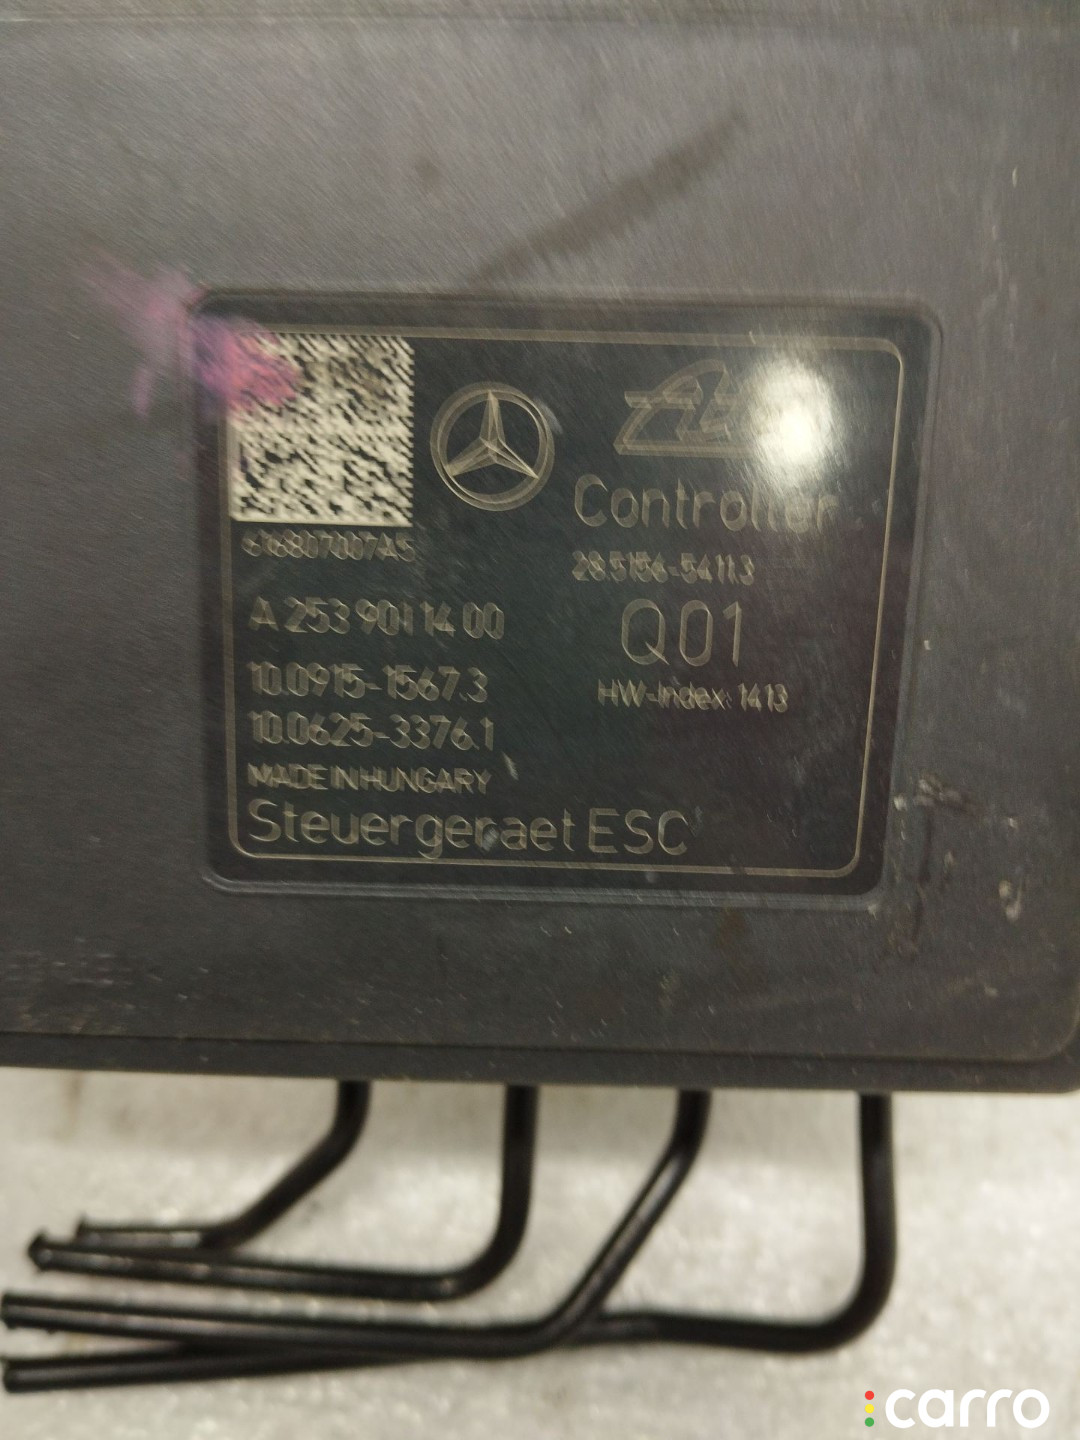 Controller
616807007A5
28.5156-5411.3
A 253 901 14 00
Q01
10.0915-1567.3
HW-Index: 1413
10.0625-3376.1
MADE IN HUNGARY
Steuergeraet ESC
carro